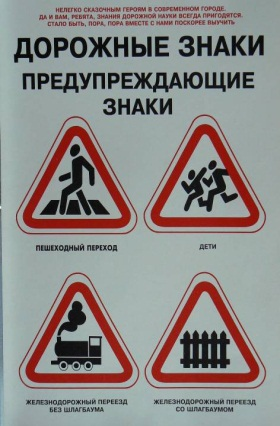 НЕЛЕГКО СКАЗОЧНЫМ ГЕРОЯМ В СОВРЕМЕННОМ ГОРОДЕ.
ДА И ВАМ, РЕБЯТА, ЗНАНИЯ ДОРОЖНОЙ НАУКИ ВСЕГДА ПРИГОДЯТСЯ.
СТАЛО БЫТЬ, ПОРА, ПОРА ВМЕСТЕ С НАМИ ПОСКОРЕЕ ВЫУЧИТЬ
ДОРОЖНЫЕ ЗНАКИ
ПРЕДУПРЕЖДАЮЩИЕ
ЗНАКИ
ПЕШЕХОДНЫЙ ПЕРЕХОД
ДЕТИ
ЖЕЛЕЗНОДОРОЖНЫЙ ПЕРЕЕЗД
БЕЗ ШЛАГБАУМА
ЖЕЛЕЗНОДОРОЖНЫЙ ПЕРЕЕЗД
СО ШЛАГБАУМОМ